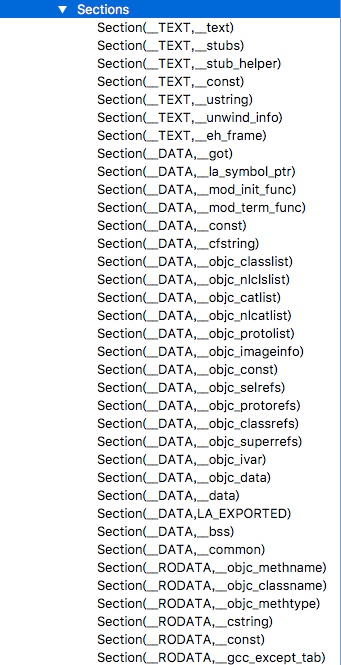 Sections
Section(__TEXT,__text)
Section(__TEXT,__stubs)
Section(__TEXT,__stub_helper)
Section(__TEXT,__const)
Section(__TEXT,__ustring)
Section(__TEXT,__unwind_info)
Section(__TEXT,__eh_frame)
Section(__DATA,__got)
Section(__DATA,__la_symbol_ptr)
Section(__DATA,__mod_init_func)
Section(__DATA,__mod_term_func)
Section(__DATA,__const)
Section(__DATA,__cfstring)
Section(__DATA,__objc_classlist)
Section(__DATA,__objc_nlclslist)
Section(__DATA,__objc_catlist)
Section(__DATA,__objc_nlcatlist)
Section(__DATA,__objc_protolist)
Section(__DATA,__objc_imageinfo)
Section(__DATA,__objc_const)
Section(__DATA,__objc_selrefs)
Section(__DATA,__objc_protorefs)
Section(__DATA,__objc_classrefs)
Section(__DATA,__objc_superrefs)
Section(__DATA,__objc_ivar)
Section(__DATA,__objc_data)
Section(__DATA,__data)
Section(__DATA,LA_EXPORTED)
Section(__DATA,__bss)
Section(__DATA,__common)
Section(__RODATA,__objc_methname)
Section(__RODATA,__objc_classname)
Section(__RODATA,__objc_methtype)
Section(__RODATA,__cstring)
Section(__RODATA,__const)
Section(__RODATA,__gcc_except_tab)